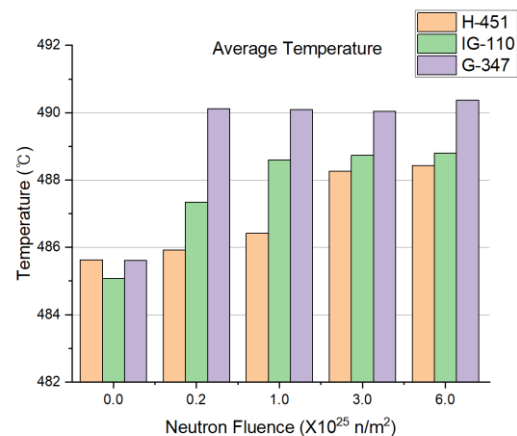 Average Temperature
H-451
IG-110
G-347
Temperature (℃)
492
490
488
486
484
482
0.0 0.2 1.0 3.0 6.0
Neutron Fluence (X10²⁵ n/m²)